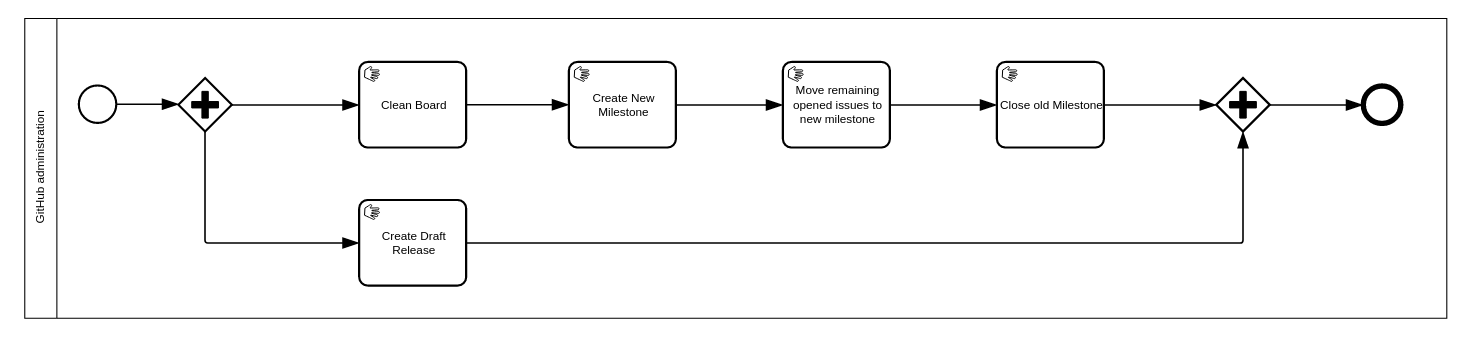 GitHub administration
Clean Board
Create New
Milestone
Move remaining
opened issues to
new milestone
Close old Milestone
Create Draft
Release